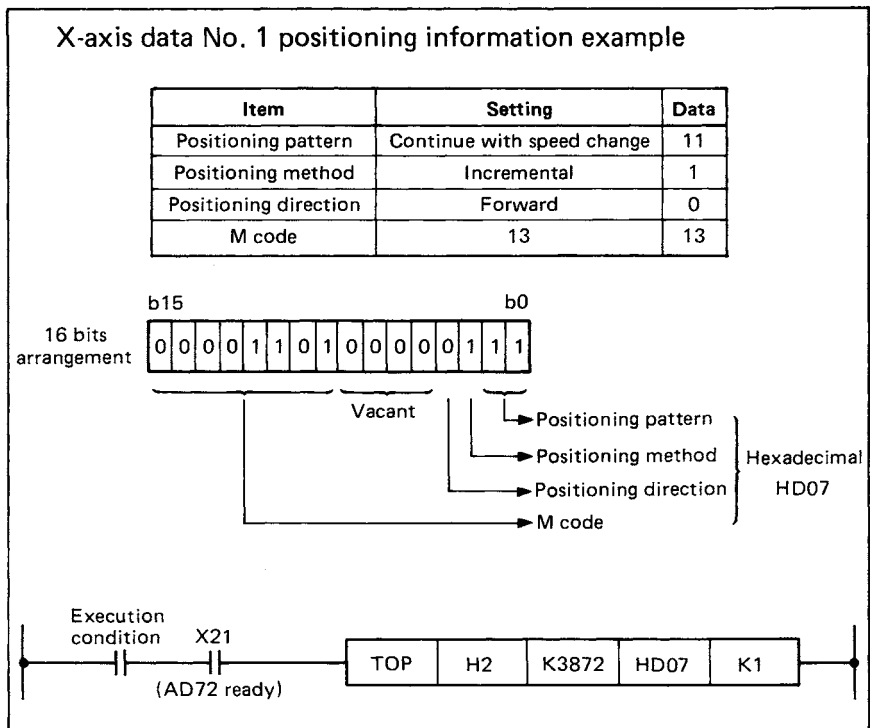 X-axis data No. 1 positioning information example
Item Setting Data
Positioning pattern Continue with speed change 11
Positioning method Incremental 1
Positioning direction Forward 0
M code 13 13
b15 b0
16 bits
arrangement
0 0 0 0 1 1 0 1 0 0 0 0 0 1 1 1
Vacant
Positioning pattern
Positioning method
Positioning direction
M code
Hexadecimal
HD07
Execution
condition
X21
(AD72 ready)
TOP H2 K3872 HD07 K1